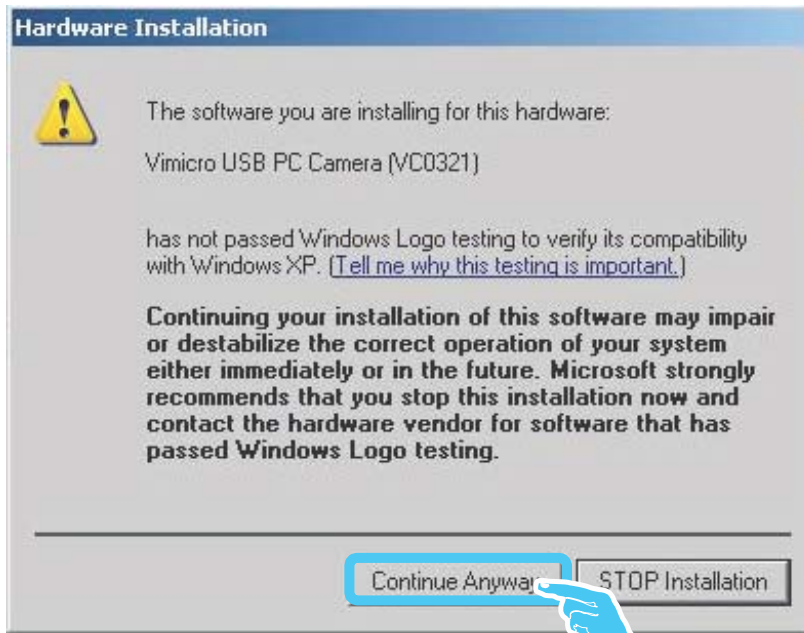 Hardware Installation
The software you are installing for this hardware:
Vimicro USB PC Camera (VC0321)
has not passed Windows Logo testing to verify its compatibility
with Windows XP. (Tell me why this testing is important.)
Continuing your installation of this software may impair
or destabilize the correct operation of your system
either immediately or in the future. Microsoft strongly
recommends that you stop this installation now and
contact the hardware vendor for software that has
passed Windows Logo testing.
Continue Anyway STOP Installation